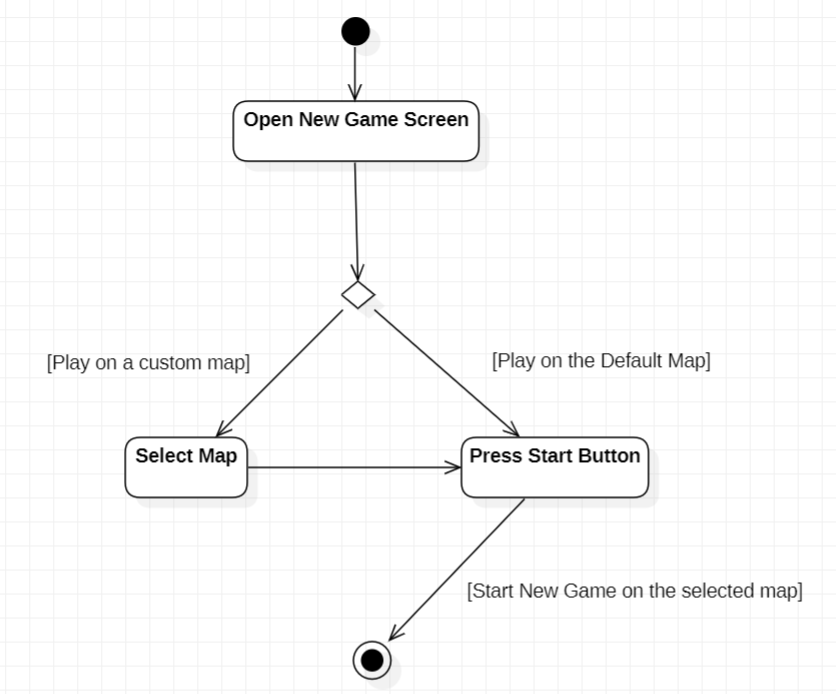 Open New Game Screen
[Play on a custom map]
[Play on the Default Map]
Select Map
Press Start Button
[Start New Game on the selected map]